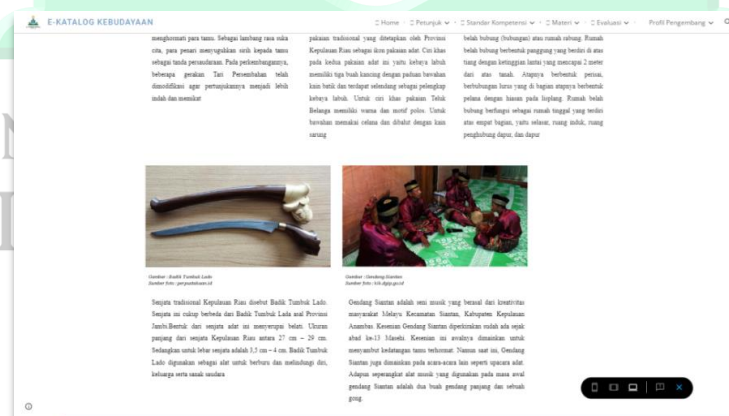 E-KATALOG KEBUDAYAAN
Home
Petunjuk
Standar Kompetensi
Materi
Evaluasi
Profil Pengembang
menghormati para tamu. Sebagai lambang rasa suka
cita, para penari menyuguhkan sirih kepada tamu
sebagai tanda persaudaraan. Pada perkembangannya,
beberapa gerakan Tari Persembahan telah
dimodifikasi agar pertunjukannya menjadi lebih
indah dan memikat
pakaian tradisional yang ditetapkan oleh Provinsi
Kepulauan Riau sebagai ikon pakaian adat. Ciri khas
pada kedua pakaian adat ini yaitu kebaya labuh
memiliki tiga buah kancing dengan paduan bawahan
kain batik dan terdapat selendang sebagai pelengkap
kebaya labuh. Untuk ciri khas pakaian Teluk
Belanga memiliki warna dan motif polos. Untuk
bawahan memakai celana dan dibalut dengan kain
sarung
belah bubung (bubungan) atau rumah rabung. Rumah
belah bubung berbentuk panggung yang berdiri di atas
tiang dengan ketinggian lantai yang mencapai 2 meter
dari atas tanah. Atapnya berbentuk perisai,
berbubungan lurus yang di bagian atapnya berbentuk
pelana dengan hiasan pada lisplang. Rumah belah
bubung berfungsi sebagai rumah tinggal yang terdiri
atas empat bagian, yaitu selasar, ruang induk, ruang
penghubung dapur, dan dapur
Gambar : Badik Tumbuk Lado
Sumber foto : perpustakaan.id
Senjata tradisional Kepulauan Riau disebut Badik Tumbuk Lado.
Senjata ini cukup berbeda dari Badik Tumbuk Lada asal Provinsi
Jambi.Bentuk dari senjata adat ini menyerupai belati. Ukuran
panjang dari senjata Kepulauan Riau antara 27 cm – 29 cm.
Sedangkan untuk lebar senjata adalah 3,5 cm – 4 cm. Badik Tumbuk
Lado digunakan sebagai alat untuk berburu dan melindungi diri,
keluarga serta sanak saudara.
Gambar : Gendang Siantan
Sumber foto : kik.dgip.go.id
Gendang Siantan adalah seni musik yang berasal dari kreativitas
masyarakat Melayu Kecamatan Siantan, Kabupaten Kepulauan
Anambas. Kesenian Gendang Siantan diperkirakan sudah ada sejak
abad ke-13 Masehi. Kesenian ini awalnya dimainkan untuk
menyambut kedatangan tamu terhormat. Namun saat ini, Gendang
Siantan juga dimainkan pada acara-acara lain seperti upacara adat.
Adapun seperangkat alat musik yang digunakan pada masa awal
gendang Siantan adalah dua buah gendang panjang dan sebuah
gong.